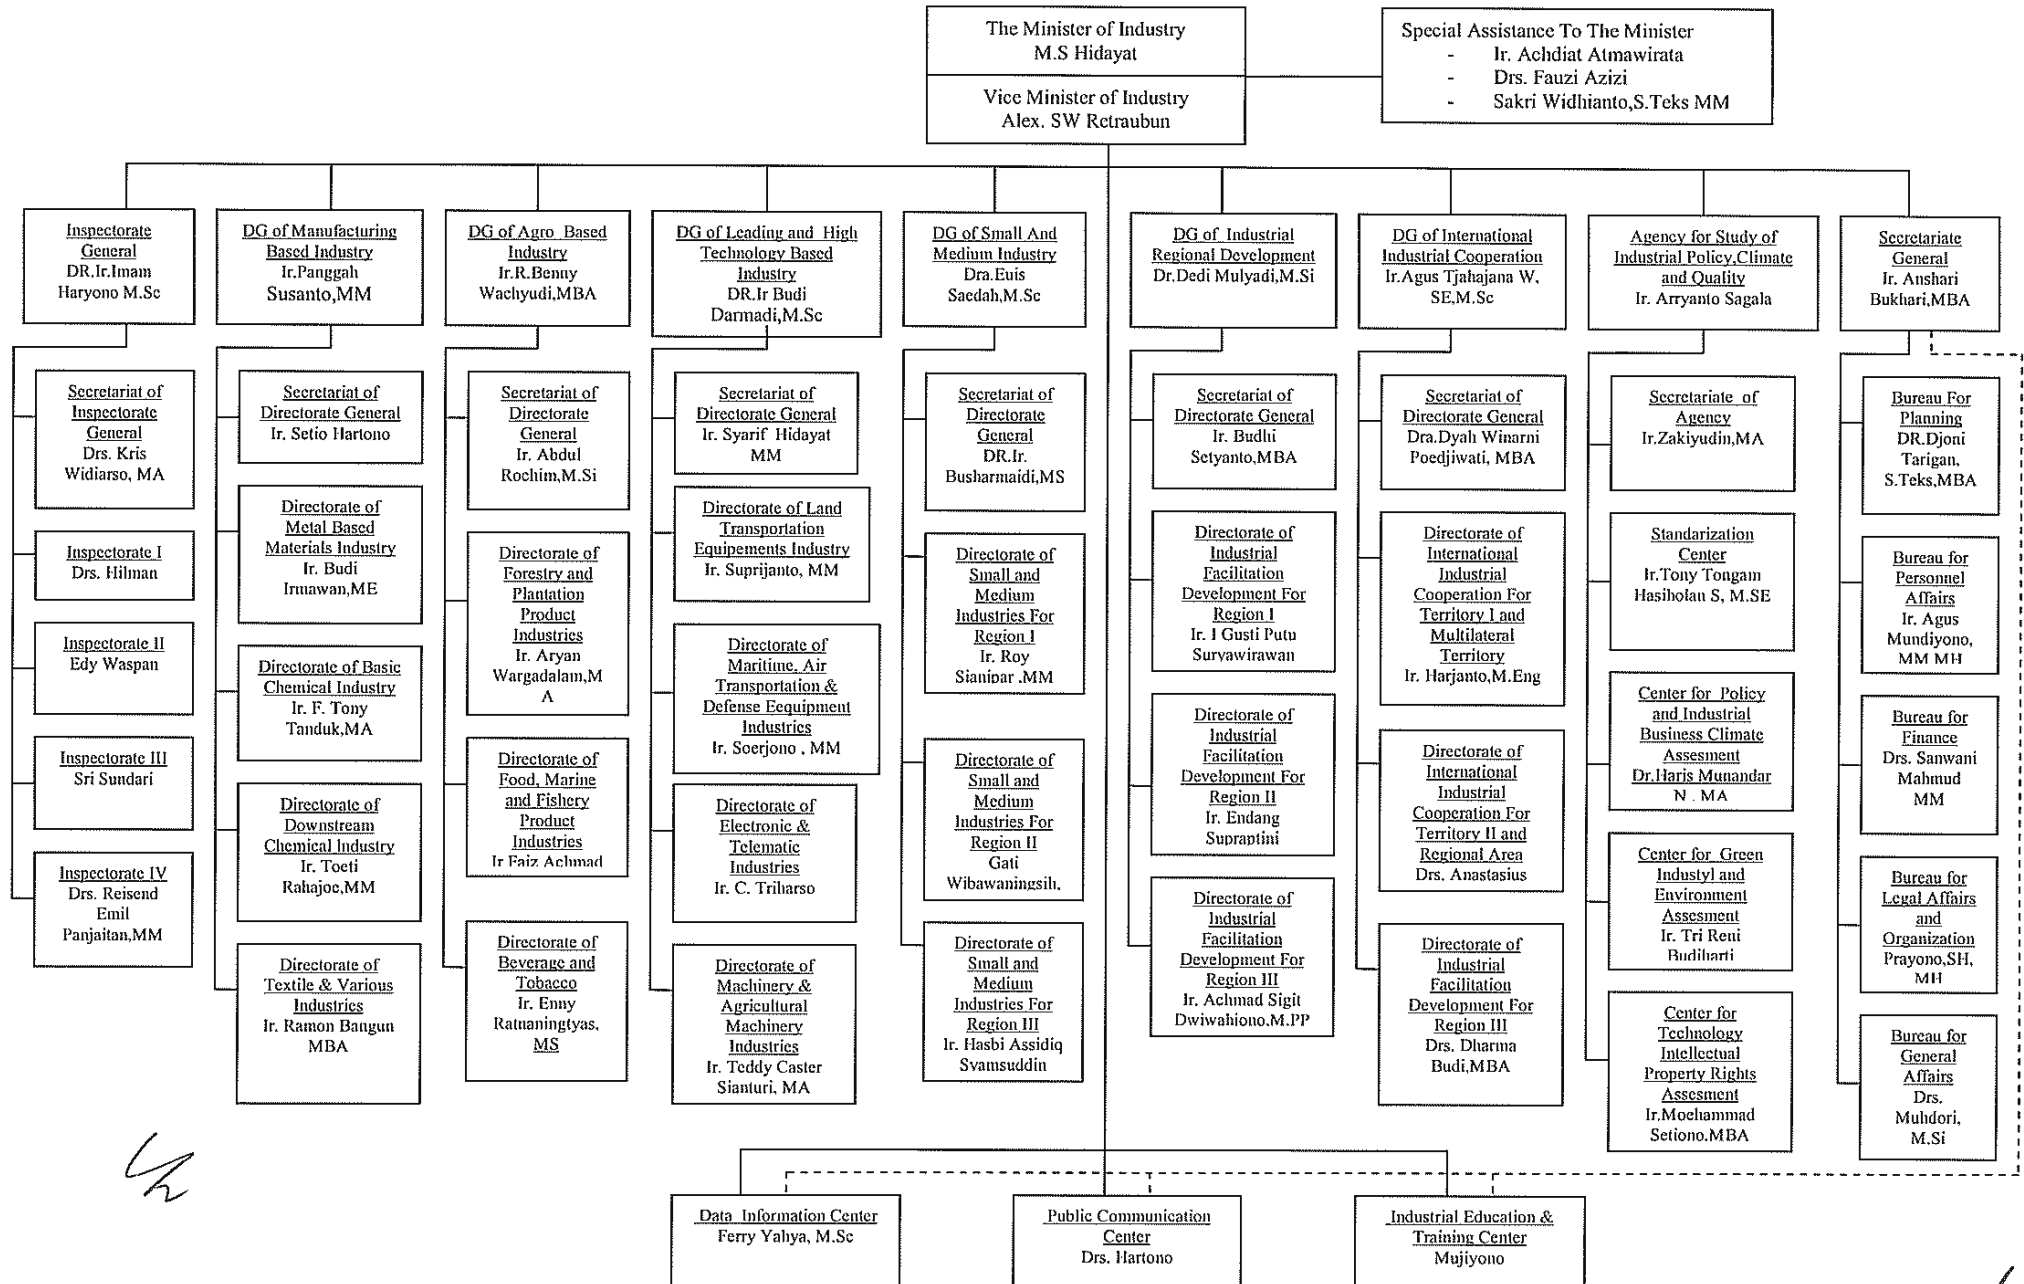 The Minister of Industry
M.S Hidayat
Vice Minister of Industry
Alex. SW Retraubun
Special Assistance To The Minister
- Ir. Achdiat Atmawirata
- Drs. Fauzi Azizi
- Sakri Widhianto,S.Teks MM
Inspectorate
General
DR.Ir.Imam
Haryono M.Sc
DG of Manufacturing
Based Industry
Ir.Panggah
Susanto,MM
DG of Agro Based
Industry
Ir.R.Benny
Wachyudi,MBA
DG of Leading and High
Technology Based
Industry
DR.Ir Budi
Darmadi,M.Sc
DG of Small And
Medium Industry
Dra.Euis
Saedah,M.Sc
DG of Industrial
Regional Development
Dr.Dedi Mulyadi,M.Si
DG of International
Industrial Cooperation
Ir.Agus Tjahajana W,
SE,M.Sc
Agency for Study of
Industrial Policy,Climate
and Quality
Ir. Arryanto Sagala
Secretariate
General
Ir. Anshari
Bukhari,MBA
Secretariat of
Inspectorate
General
Drs. Kris
Widiarso, MA
Inspectorate I
Drs. Hilman
Inspectorate II
Edy Waspan
Inspectorate III
Sri Sundari
Inspectorate IV
Drs. Reisend
Emil
Panjaitan,MM
Secretariat of
Directorate General
Ir. Setio Hartono
Directorate of
Metal Based
Materials Industry
Ir. Budi
Irmawan,ME
Directorate of Basic
Chemical Industry
Ir. F. Tony
Tanduk,MA
Directorate of
Downstream
Chemical Industry
Ir. Toeti
Rahajoe,MM
Directorate of
Textile & Various
Industries
Ir. Ramon Bangun
MBA
Secretariat of
Directorate
General
Ir. Abdul
Rochim,M.Si
Directorate of
Forestry and
Plantation
Product
Industries
Ir. Aryan
Wargadalam,M
A
Directorate of
Food, Marine
and Fishery
Product
Industries
Ir Faiz Achmad
Directorate of
Beverage and
Tobacco
Ir. Enny
Ratnaningtyas,
MS
Secretariat of
Directorate General
Ir. Syarif Hidayat
MM
Directorate of Land
Transportation
Equipements Industry
Ir. Suprijanto, MM
Directorate of
Maritime, Air
Transportation &
Defense Eequipment
Industries
Ir. Soerjono , MM
Directorate of
Electronic &
Telematic
Industries
Ir. C. Triharso
Directorate of
Machinery &
Agricultural
Machinery
Industries
Ir. Teddy Caster
Sianturi, MA
Secretariat of
Directorate
General
DR.Ir.
Busharmaidi,MS
Directorate of
Small and
Medium
Industries For
Region I
Ir. Roy
Sianipar ,MM
Directorate of
Small and
Medium
Industries For
Region II
Gati
Wibawaningsih,
Directorate of
Small and
Medium
Industries For
Region III
Ir. Hasbi Assidiq
Syamsuddin
Secretariat of
Directorate General
Ir. Budhi
Setyanto,MBA
Directorate of
Industrial
Facilitation
Development For
Region I
Ir. I Gusti Putu
Suryawirawan
Directorate of
Industrial
Facilitation
Development For
Region II
Ir. Endang
Supraptini
Directorate of
Industrial
Facilitation
Development For
Region III
Ir. Achmad Sigit
Dwiwahjono,M.PP
Secretariat of
Directorate General
Dra.Dyah Winarni
Poedjiwati, MBA
Directorate of
International
Industrial
Cooperation For
Territory I and
Multilateral
Territory
Ir. Harjanto,M.Eng
Directorate of
International
Industrial
Cooperation For
Territory II and
Regional Area
Drs. Anastasius
Directorate of
Industrial
Facilitation
Development For
Region III
Drs. Dharma
Budi,MBA
Secretariate of
Agency
Ir.Zakiyudin,MA
Standarization
Center
Ir.Tony Tongam
Hasiholan S, M.SE
Center for Policy
and Industrial
Business Climate
Assesment
Dr.Haris Munandar
N . MA
Center for Green
Industyl and
Environment
Assesment
Ir. Tri Reni
Budiharti
Center for
Technology
Intellectual
Property Rights
Assesment
Ir.Mochammad
Setiono,MBA
Bureau For
Planning
DR.Djoni
Tarigan,
S.Teks,MBA
Bureau for
Personnel
Affairs
Ir. Agus
Mundiyono,
MM MH
Bureau for
Finance
Drs. Sanwani
Mahmud
MM
Bureau for
Legal Affairs
and
Organization
Prayono,SH,
MH
Bureau for
General
Affairs
Drs.
Muhdori,
M.Si
Data Information Center
Ferry Yahya, M.Sc
Public Communication
Center
Drs. Hartono
Industrial Education &
Training Center
Mujiyono